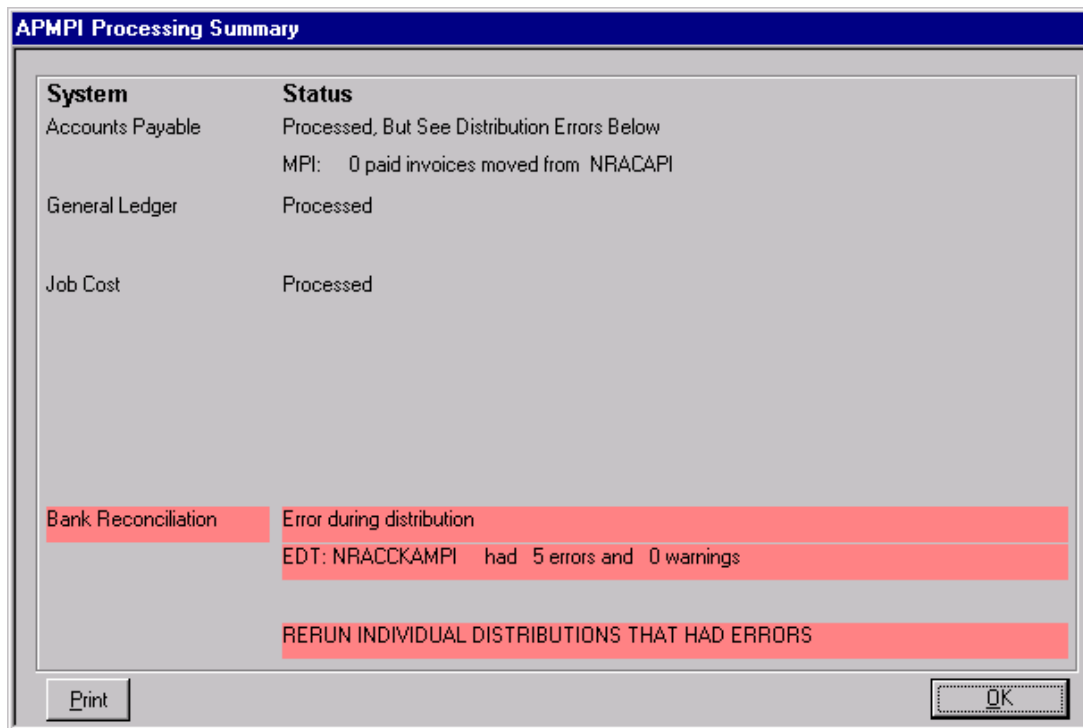 APMPI Processing Summary
System Status
Accounts Payable Processed, But See Distribution Errors Below
MPI: 0 paid invoices moved from NRACAPI
General Ledger Processed
Job Cost Processed
Bank Reconciliation Error during distribution
EDT: NRACCKAMPI had 5 errors and 0 warnings
RERUN INDIVIDUAL DISTRIBUTIONS THAT HAD ERRORS
Print OK